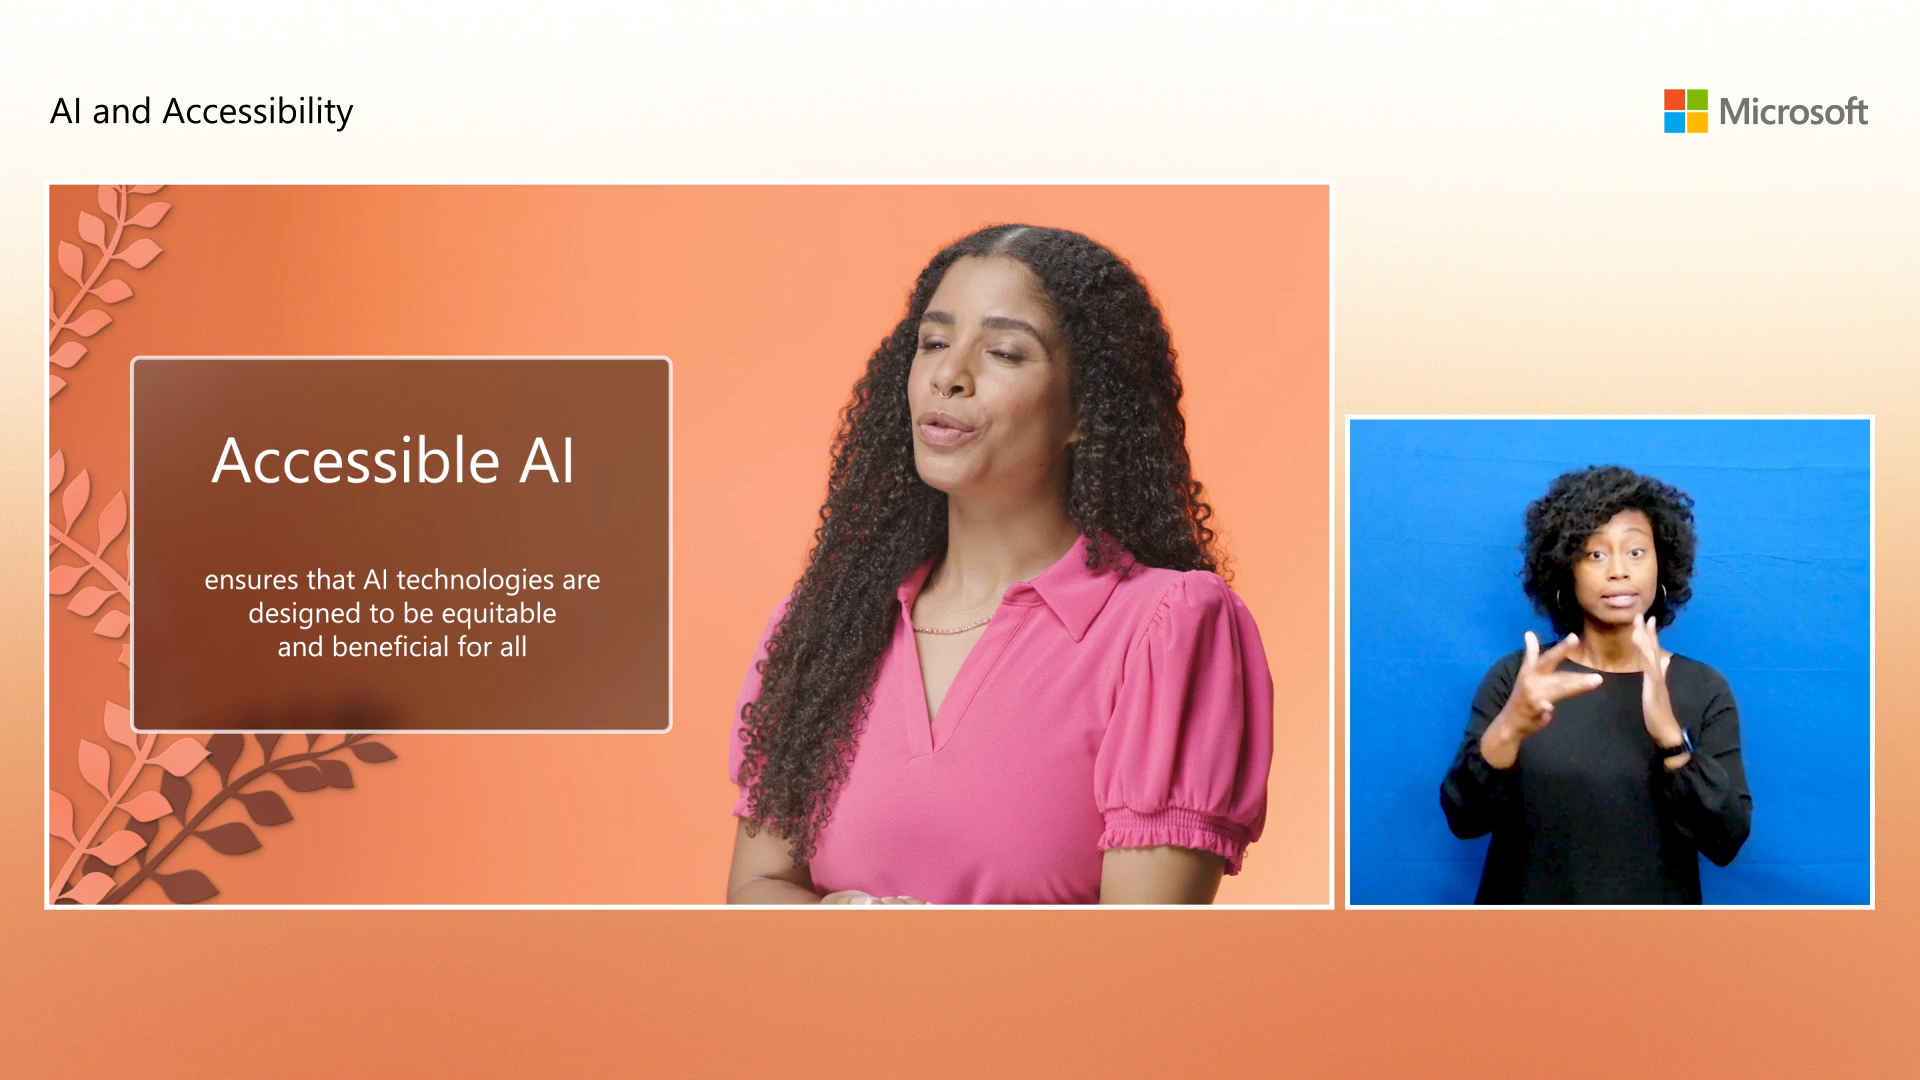 AI and Accessibility
Microsoft
Accessible AI
ensures that AI technologies are
designed to be equitable
and beneficial for all